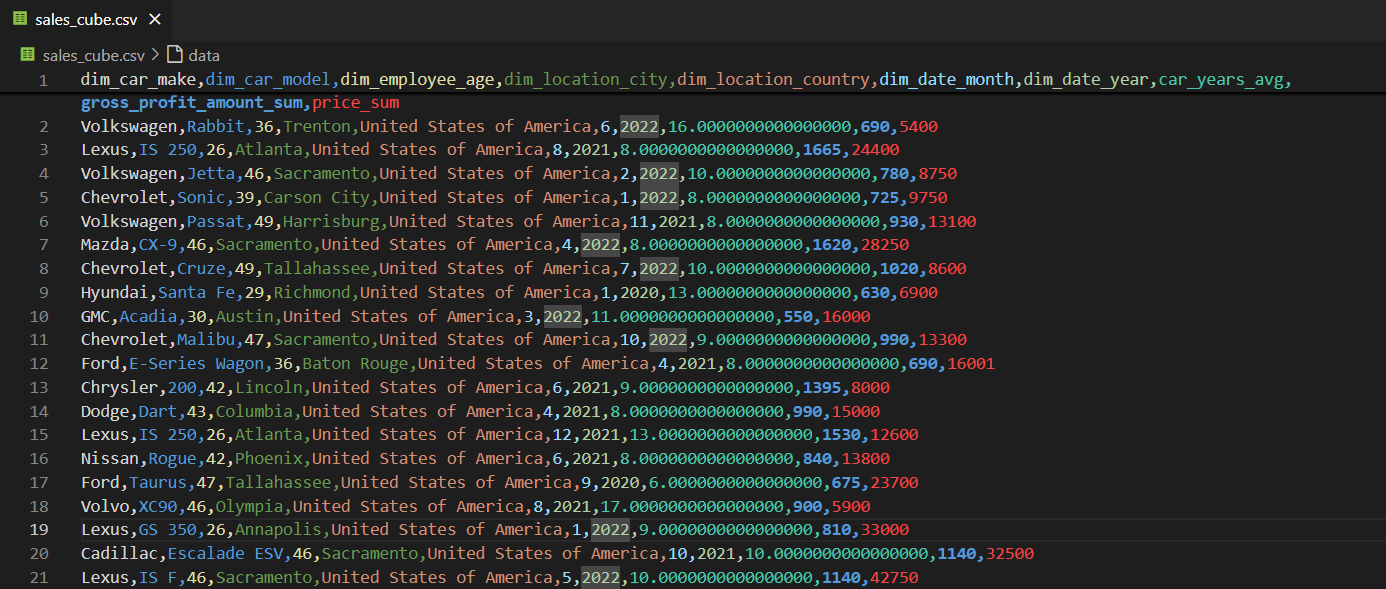 sales_cube.csv
sales_cube.csv > data
1 dim_car_make,dim_car_model,dim_employee_age,dim_location_city,dim_location_country,dim_date_month,dim_date_year,car_years_avg,
gross_profit_amount_sum,price_sum
2 Volkswagen,Rabbit,36,Trenton,United States of America,6,2022,16.0000000000000000,690,5400
3 Lexus,IS 250,26,Atlanta,United States of America,8,2021,8.0000000000000000,1665,24400
4 Volkswagen,Jetta,46,Sacramento,United States of America,2,2022,10.0000000000000000,780,8750
5 Chevrolet,Sonic,39,Carson City,United States of America,1,2022,8.0000000000000000,725,9750
6 Volkswagen,Passat,49,Harrisburg,United States of America,11,2021,8.0000000000000000,930,13100
7 Mazda,CX-9,46,Sacramento,United States of America,4,2022,8.0000000000000000,1620,28250
8 Chevrolet,Cruze,49,Tallahassee,United States of America,7,2022,10.0000000000000000,1020,8600
9 Hyundai,Santa Fe,29,Richmond,United States of America,1,2020,13.0000000000000000,630,6900
10 GMC,Acadia,30,Austin,United States of America,3,2022,11.0000000000000000,550,16000
11 Chevrolet,Malibu,47,Sacramento,United States of America,10,2022,9.0000000000000000,990,13300
12 Ford,E-Series Wagon,36,Baton Rouge,United States of America,4,2021,8.0000000000000000,690,16001
13 Chrysler,200,42,Lincoln,United States of America,6,2021,9.0000000000000000,1395,8000
14 Dodge,Dart,43,Columbia,United States of America,4,2021,8.0000000000000000,990,15000
15 Lexus,IS 250,26,Atlanta,United States of America,12,2021,13.0000000000000000,1530,12600
16 Nissan,Rogue,42,Phoenix,United States of America,6,2021,8.0000000000000000,840,13800
17 Ford,Taurus,47,Tallahassee,United States of America,9,2020,6.0000000000000000,675,23700
18 Volvo,XC90,46,Olympia,United States of America,8,2021,17.0000000000000000,900,5900
19 Lexus,GS 350,26,Annapolis,United States of America,1,2022,9.0000000000000000,810,33000
20 Cadillac,Escalade ESV,46,Sacramento,United States of America,10,2021,10.0000000000000000,1140,32500
21 Lexus,IS F,46,Sacramento,United States of America,5,2022,10.0000000000000000,1140,42750